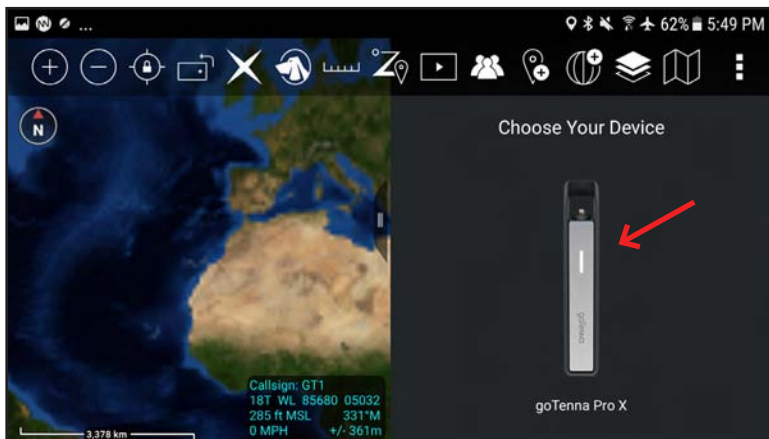 ... 62% 5:49 PM
Choose Your Device
N
goTenna
Callsign: GT1
18T WL 85680 05032
285 ft MSL 331°M
0 MPH +/- 361m
3,378 km
goTenna Pro X